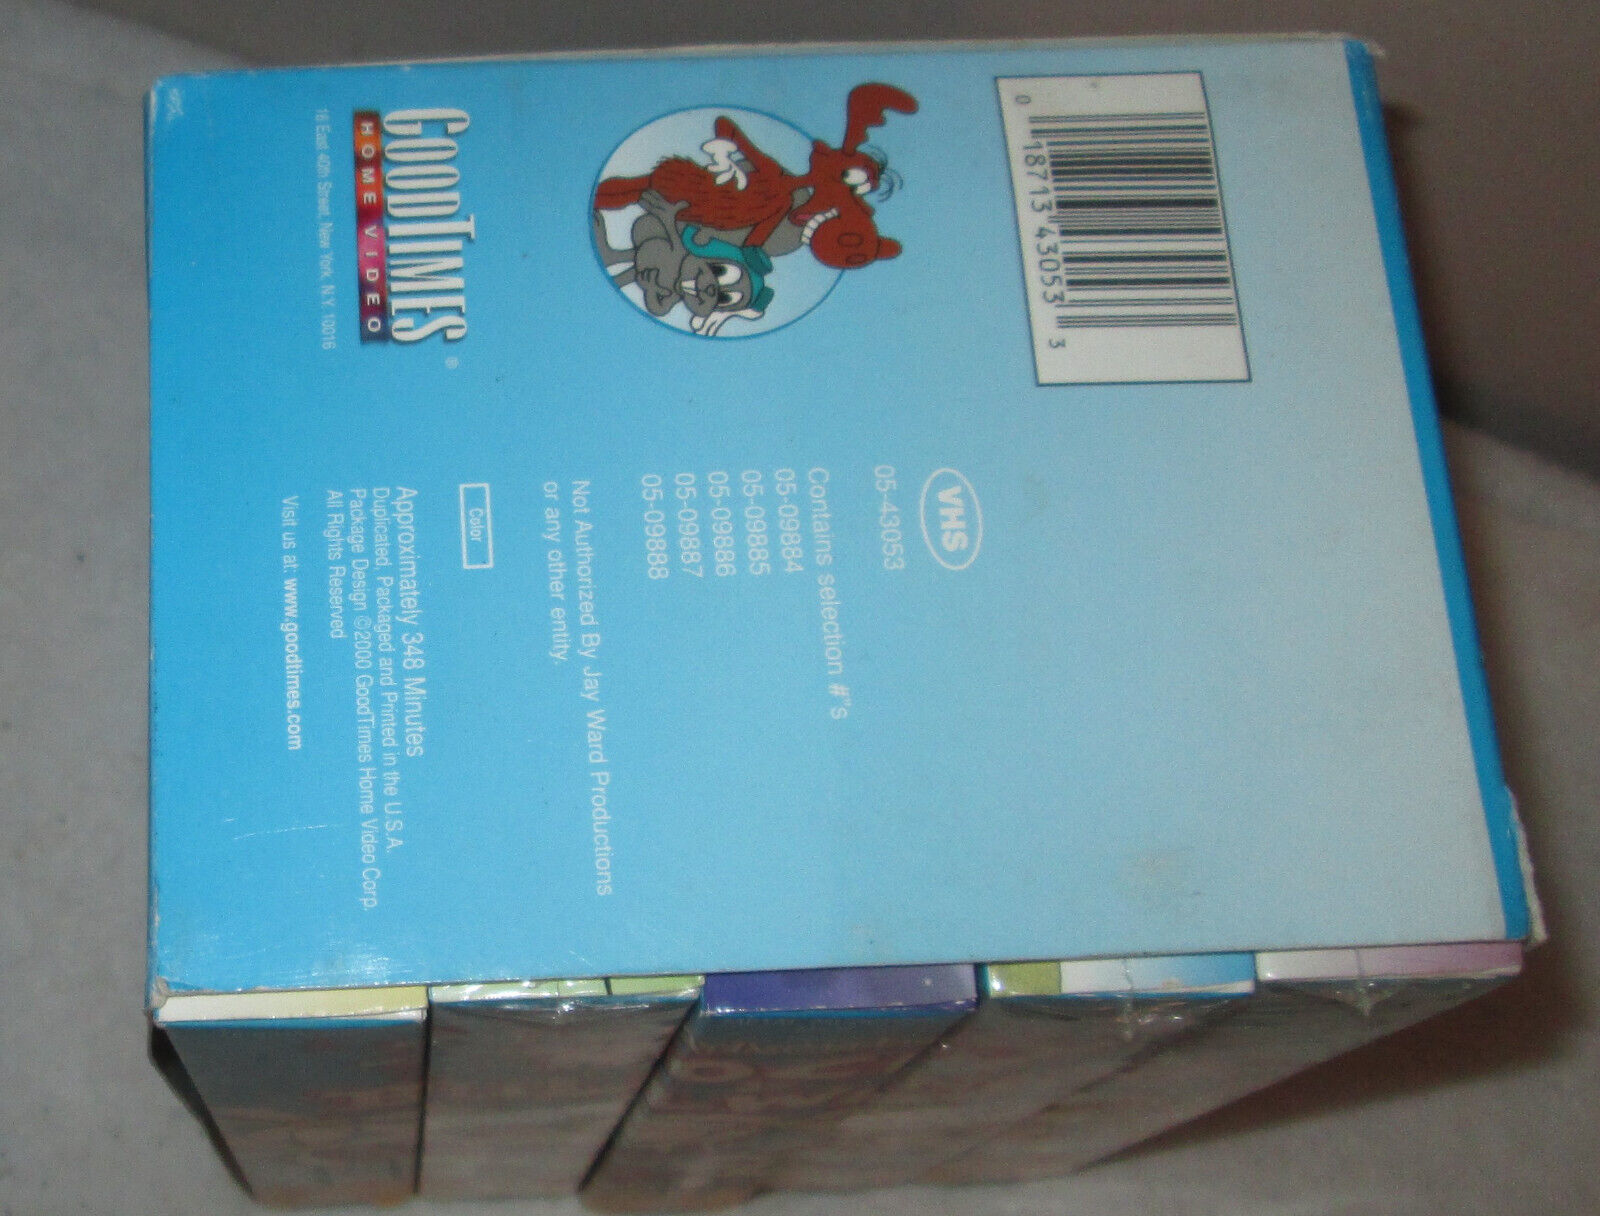 0 18713 43053 3
VHS
05-43053
Contains selection #"s
05-09884
05-09885
05-09886
05-09887
05-09888
Not Authorized By Jay Ward Productions
or any other entity.
Color
GOODTIMES®
HOME VIDEO
16 East 40th Street, New York, N.Y. 10016
Approximately 348 Minutes
Duplicated, Packaged and Printed in the U.S.A.
Package Design ©2000 GoodTimes Home Video Corp.
All Rights Reserved
Visit us at: www.goodtimes.com